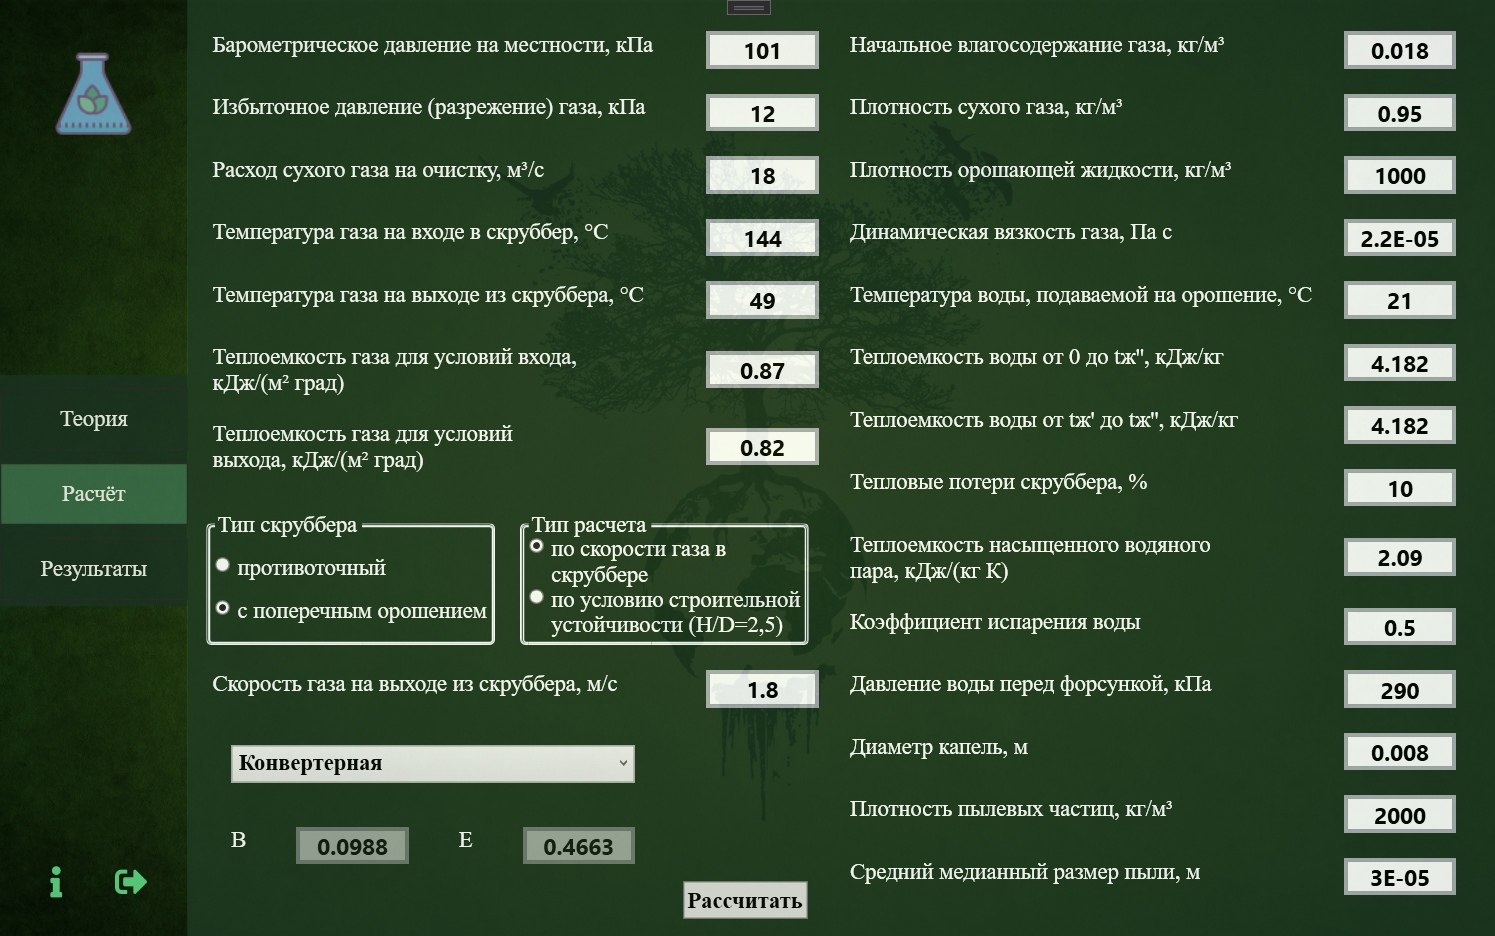 Теория
Расчёт
Результаты
Барометрическое давление на местности, кПа
101
Избыточное давление (разрежение) газа, кПа
12
Расход сухого газа на очистку, м³/с
18
Температура газа на входе в скруббер, °C
144
Температура газа на выходе из скруббера, °C
49
Теплоемкость газа для условий входа,
кДж/(м² град)
0.87
Теплоемкость газа для условий
выхода, кДж/(м² град)
0.82
Тип скруббера
противоточный
с поперечным орошением
Тип расчета
по скорости газа в
скруббере
по условию строительной
устойчивости (H/D=2,5)
Скорость газа на выходе из скруббера, м/с
1.8
Конвертерная
B
0.0988
E
0.4663
Начальное влагосодержание газа, кг/м³
0.018
Плотность сухого газа, кг/м³
0.95
Плотность орошающей жидкости, кг/м³
1000
Динамическая вязкость газа, Па с
2.2E-05
Температура воды, подаваемой на орошение, °C
21
Теплоемкость воды от 0 до tж", кДж/кг
4.182
Теплоемкость воды от tж' до tж", кДж/кг
4.182
Тепловые потери скруббера, %
10
Теплоемкость насыщенного водяного
пара, кДж/(кг К)
2.09
Коэффициент испарения воды
0.5
Давление воды перед форсункой, кПа
290
Диаметр капель, м
0.008
Плотность пылевых частиц, кг/м³
2000
Средний медианный размер пыли, м
3E-05
Рассчитать